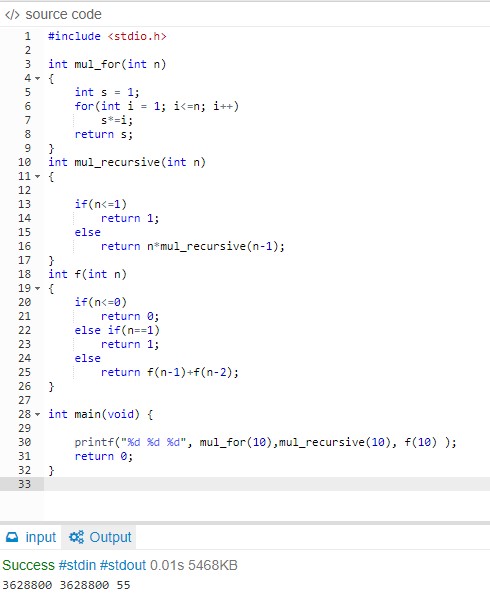 </> source code
1 #include <stdio.h>
2
3 int mul_for(int n)
4 {
5     int s = 1;
6     for(int i = 1; i<=n; i++)
7         s*=i;
8     return s;
9 }
10 int mul_recursive(int n)
11 {
12
13     if(n<=1)
14         return 1;
15     else
16         return n*mul_recursive(n-1);
17 }
18 int f(int n)
19 {
20     if(n<=0)
21         return 0;
22     else if(n==1)
23         return 1;
24     else
25         return f(n-1)+f(n-2);
26 }
27
28 int main(void) {
29
30     printf("%d %d %d", mul_for(10),mul_recursive(10), f(10) );
31     return 0;
32 }
33
input Output
Success #stdin #stdout 0.01s 5468KB
3628800 3628800 55